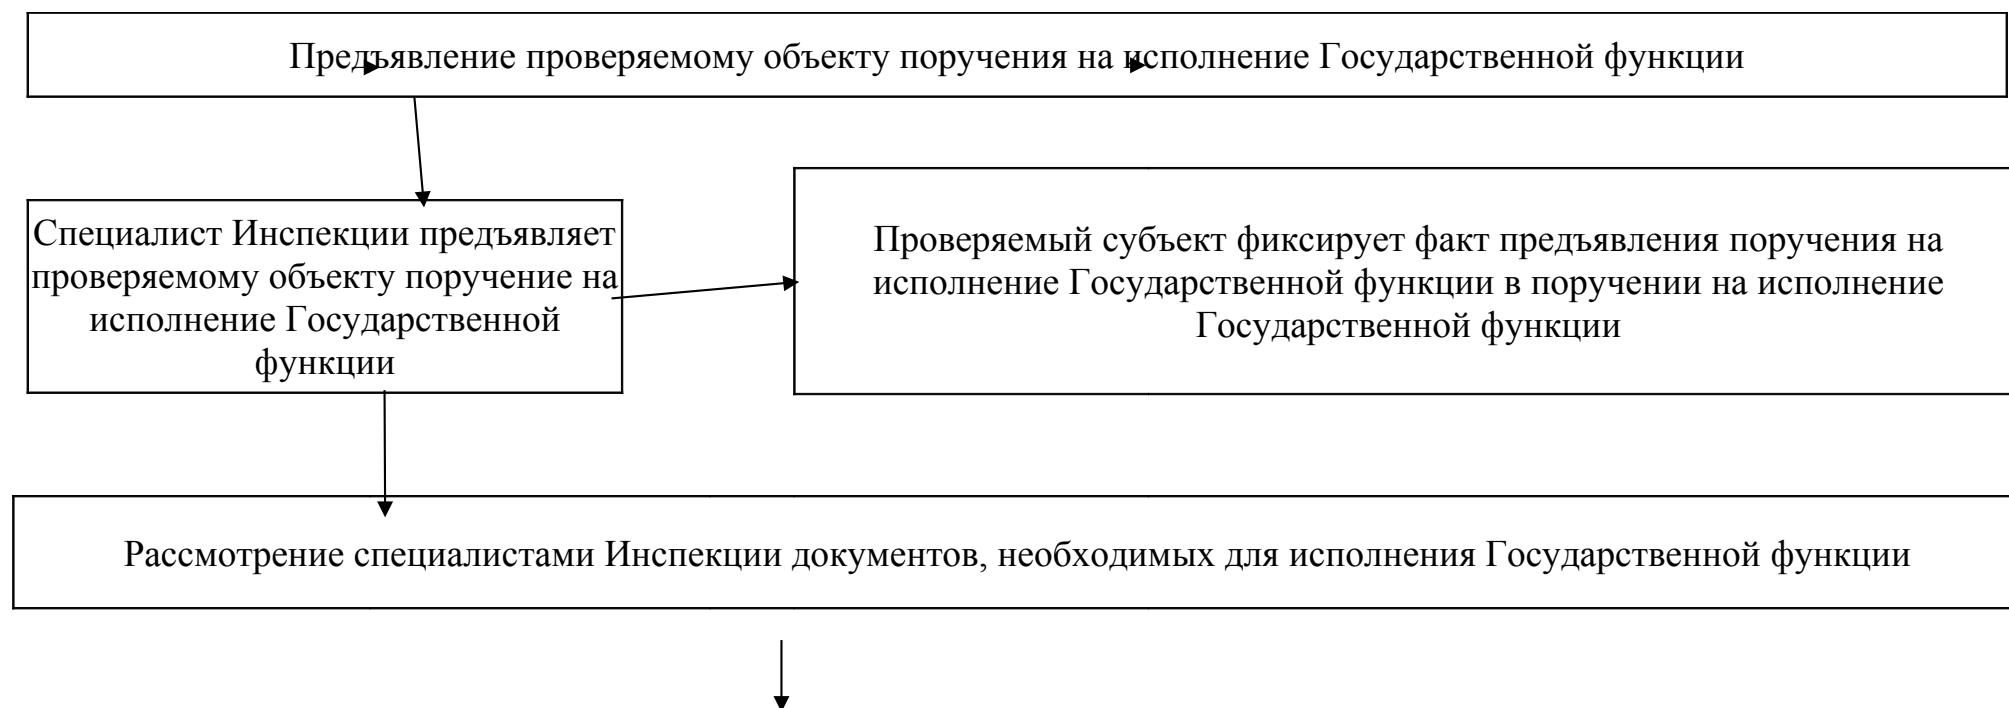 Предъявление проверяемому объекту поручения на исполнение Государственной функции
Специалист Инспекции предъявляет
проверяемому объекту поручение на
исполнение Государственной
функции
Проверяемый субъект фиксирует факт предъявления поручения на
исполнение Государственной функции в поручении на исполнение
Государственной функции
Рассмотрение специалистами Инспекции документов, необходимых для исполнения Государственной функции